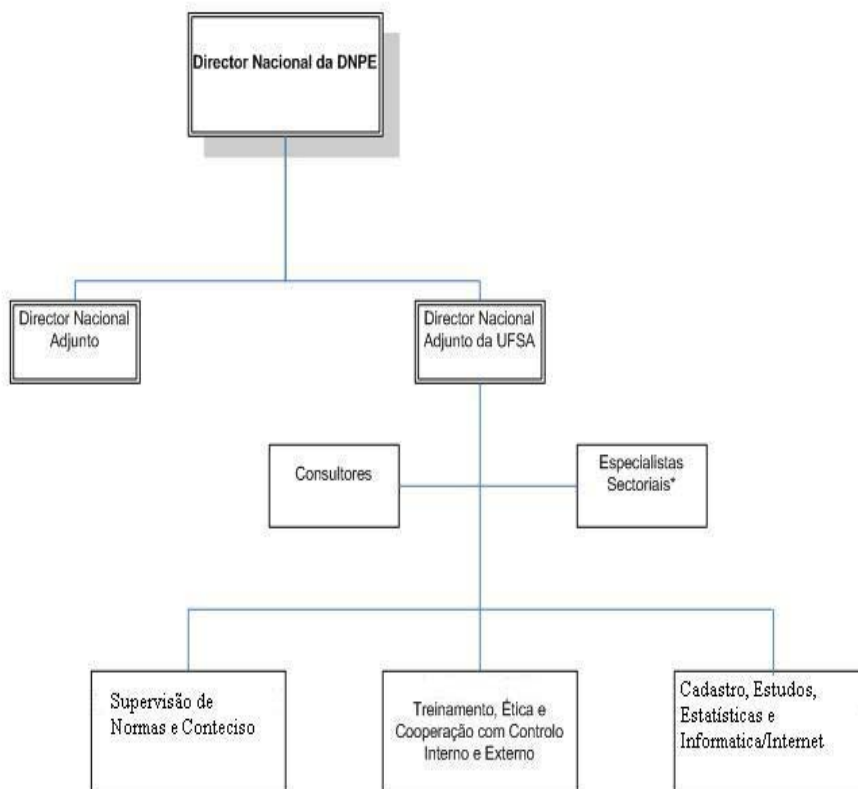 Director Nacional da DNPE
Director Nacional
Adjunto
Director Nacional
Adjunto da UFSA
Consultores
Especialistas
Sectoriais*
Supervisão de
Normas e Conteciso
Treinamento, Ética e
Cooperação com Controlo
Interno e Externo
Cadastro, Estudos,
Estatísticas e
Informatica/Internet